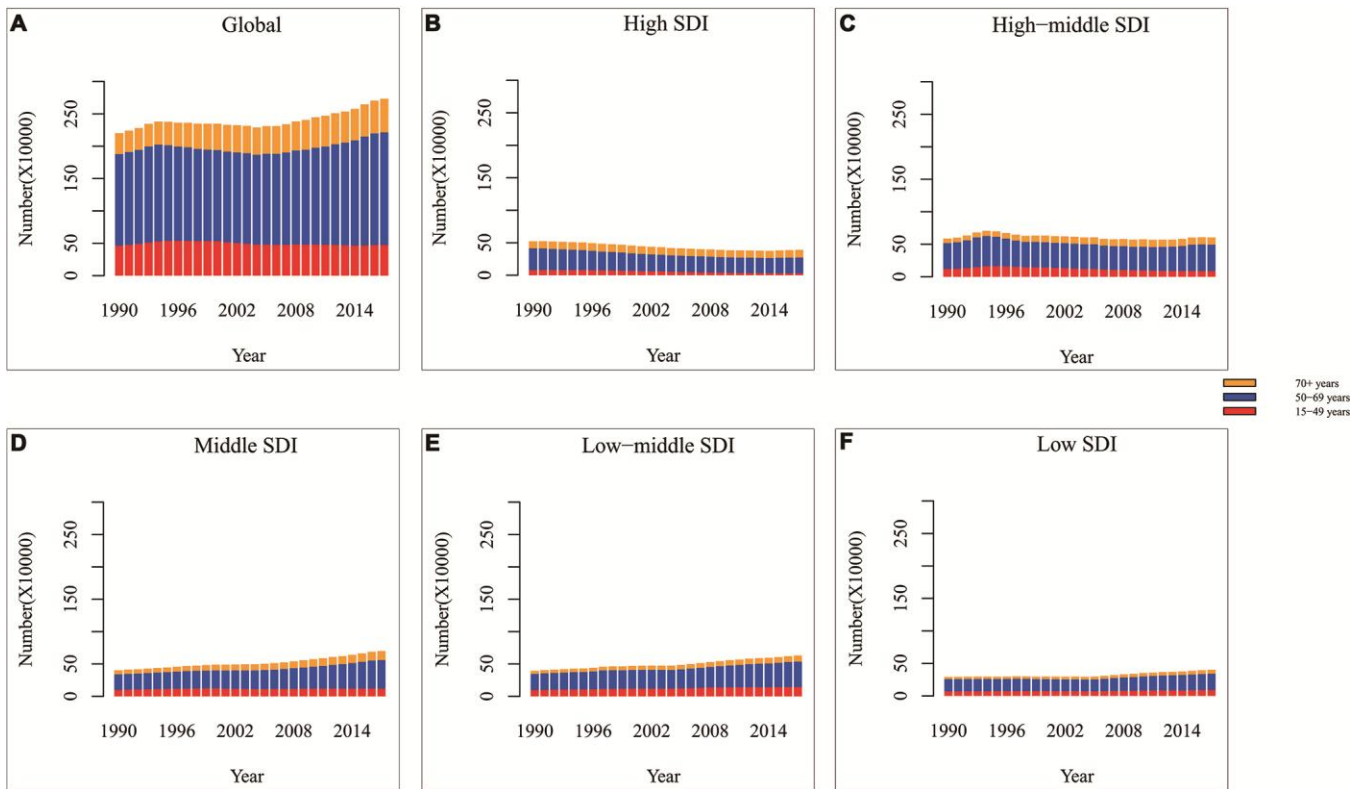 A
Global
Number(X10000)
250
150
50
0
1990 1996 2002 2008 2014
Year
B
High SDI
Number(X10000)
250
150
50
0
1990 1996 2002 2008 2014
Year
C
High−middle SDI
Number(X10000)
250
150
50
0
1990 1996 2002 2008 2014
Year
70+ years
50−69 years
15−49 years
D
Middle SDI
Number(X10000)
250
150
50
0
1990 1996 2002 2008 2014
Year
E
Low−middle SDI
Number(X10000)
250
150
50
0
1990 1996 2002 2008 2014
Year
F
Low SDI
Number(X10000)
250
150
50
0
1990 1996 2002 2008 2014
Year